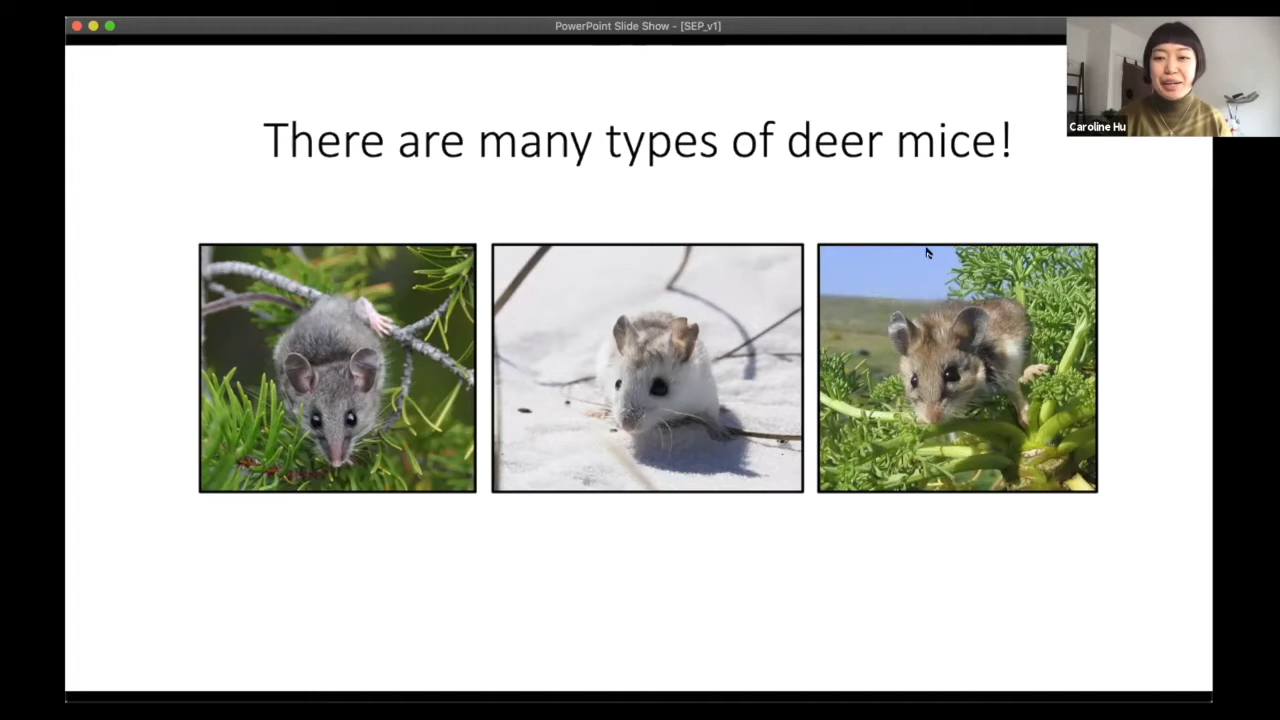 PowerPoint Slide Show - [SEP_v1]
Caroline Hu
There are many types of deer mice!